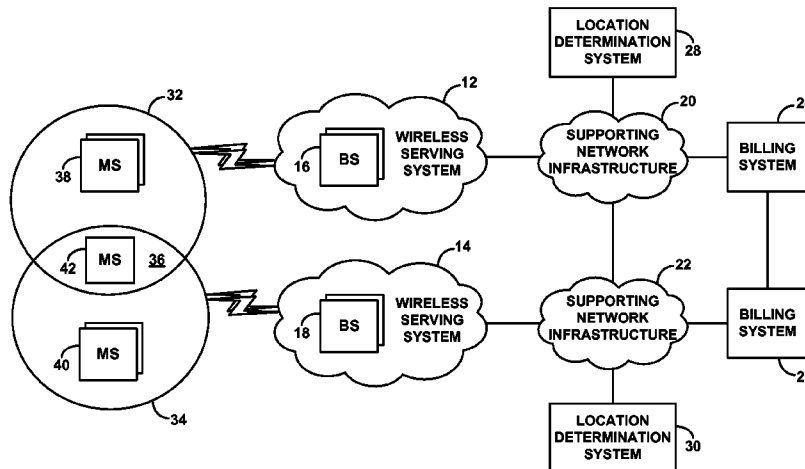 LOCATION
DETERMINATION
SYSTEM
28
32
12
20
38
MS
16
BS
WIRELESS
SERVING
SYSTEM
SUPPORTING
NETWORK
INFRASTRUCTURE
BILLING
SYSTEM
42
MS
36
14
22
40
MS
18
BS
WIRELESS
SERVING
SYSTEM
SUPPORTING
NETWORK
INFRASTRUCTURE
BILLING
SYSTEM
34
LOCATION
DETERMINATION
SYSTEM
30